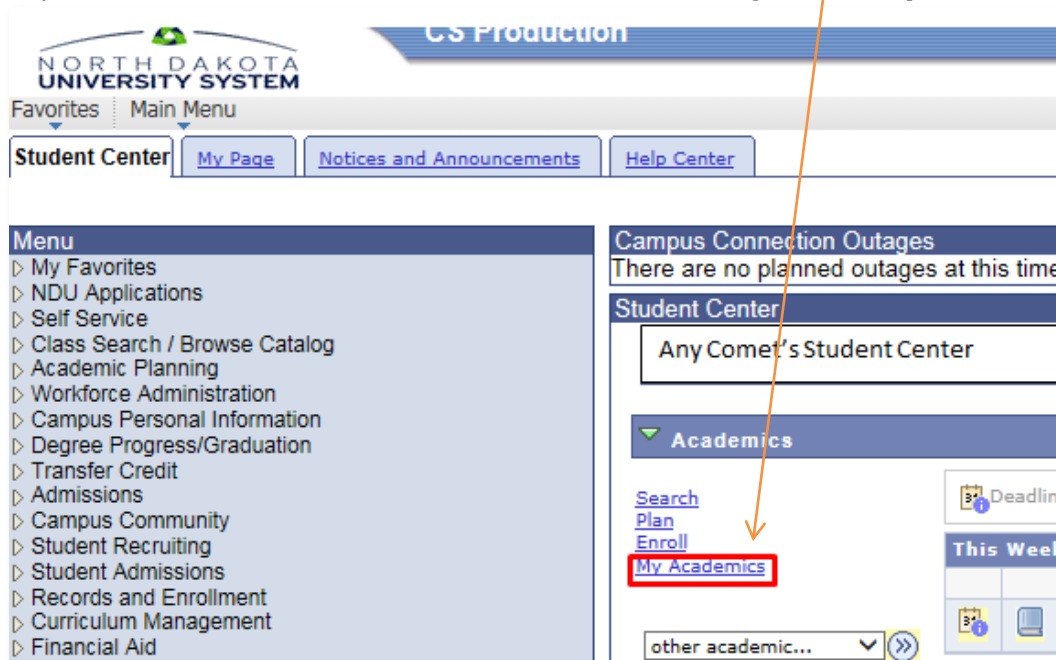 CS Production
NORTH DAKOTA
UNIVERSITY SYSTEM
Favorites Main Menu
Student Center My Page Notices and Announcements Help Center
Menu
My Favorites
NDU Applications
Self Service
Class Search / Browse Catalog
Academic Planning
Workforce Administration
Campus Personal Information
Degree Progress/Graduation
Transfer Credit
Admissions
Campus Community
Student Recruiting
Student Admissions
Records and Enrollment
Curriculum Management
Financial Aid
Campus Connection Outages
There are no planned outages at this time
Student Center
Any Comet's Student Center
Academics
Search
Plan
Enroll
My Academics
other academic...
Deadlin
This Week